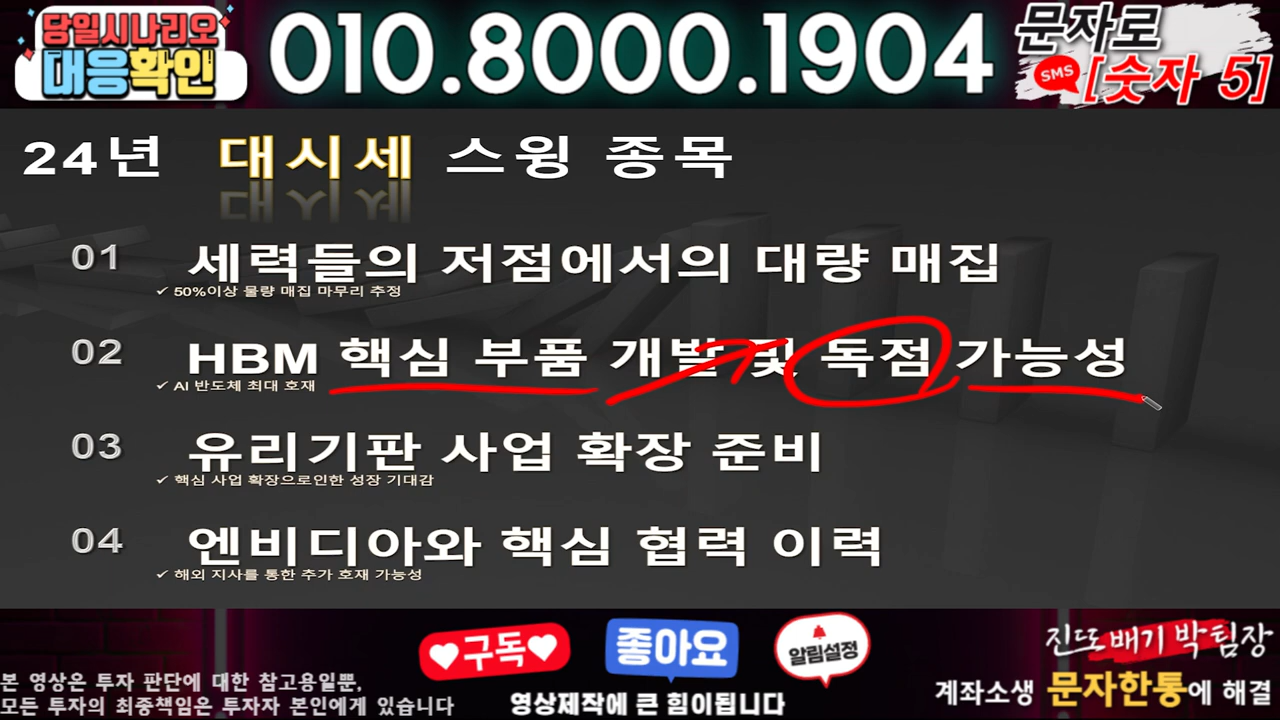 당일시나리오
대응확인
010.8000.1904
문자로
SMS [숫자 5]
24년 대시세 스윙 종목
01 세력들의 저점에서의 대량 매집
✓ 50%이상 물량 매집 마무리 추정
02 HBM 핵심 부품 개발 및 독점 가능성
✓ AI 반도체 최대 호재
03 유리기판 사업 확장 준비
✓ 핵심 사업 확장으로인한 성장 기대감
04 엔비디아와 핵심 협력 이력
✓ 해외 지사를 통한 추가 호재 가능성
구독
좋아요
알림설정
진또배기 박팀장
본 영상은 투자 판단에 대한 참고용일뿐,
모든 투자의 최종책임은 투자자 본인에게 있습니다
영상제작에 큰 힘이됩니다
계좌소생 문자한통에 해결